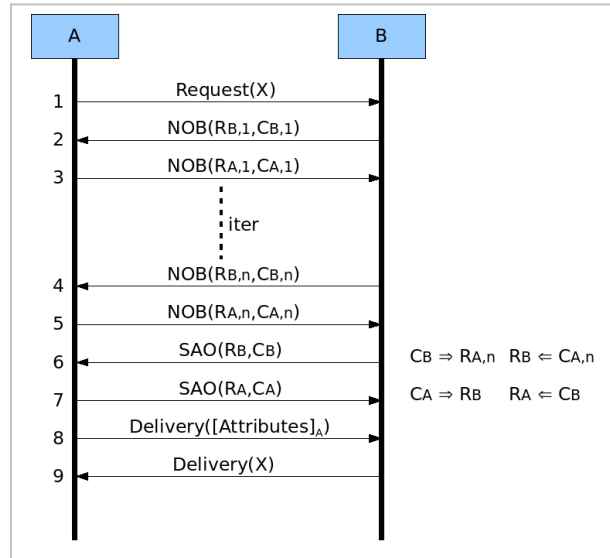 A B
1 Request(X)
2 NOB(RB,1,CB,1)
3 NOB(RA,1,CA,1)
iter
4 NOB(RB,n,CB,n)
5 NOB(RA,n,CA,n)
6 SAO(RB,CB) CB ⇒ RA,n RB ⇐ CA,n
7 SAO(RA,CA) CA ⇒ RB RA ⇐ CB
8 Delivery([Attributes]A)
9 Delivery(X)